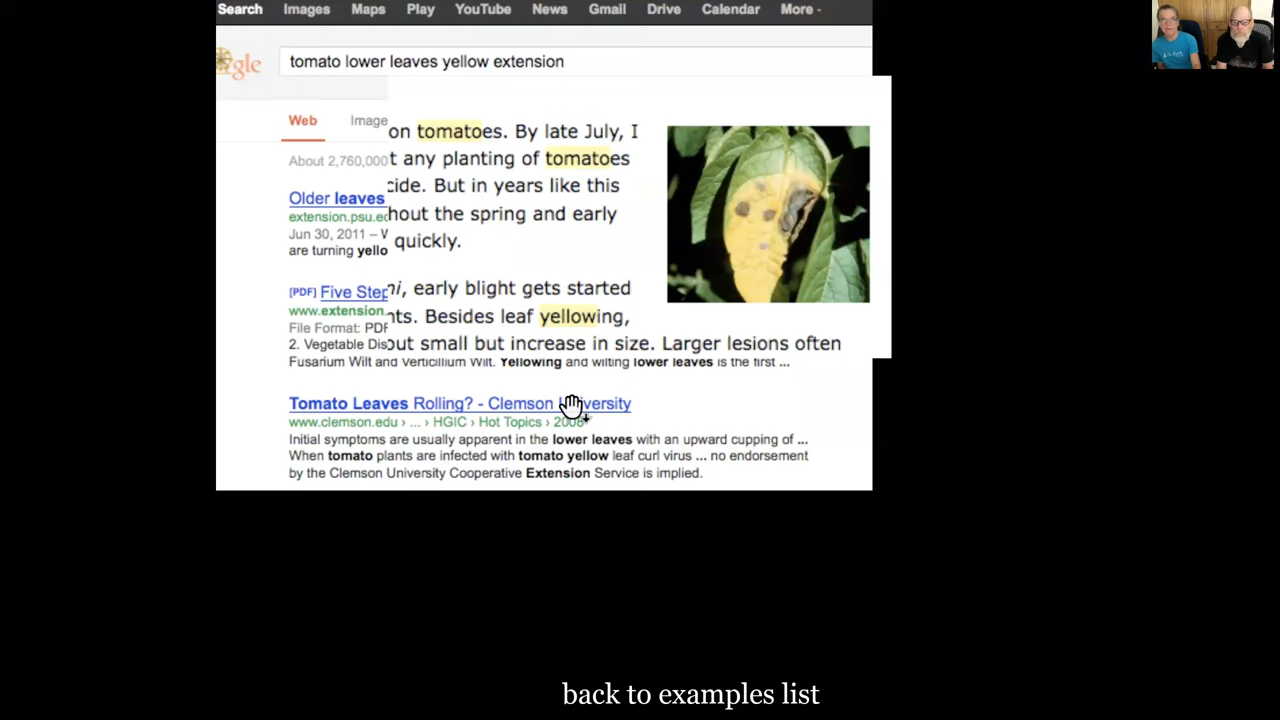 Search Images Maps Play YouTube News Gmail Drive Calendar More
gle
tomato lower leaves yellow extension
Web Image
About 2,760,000
on tomatoes. By late July, I
t any planting of tomatoes
cide. But in years like this
hout the spring and early
quickly.
Older leaves
extension.psu.ed
Jun 30, 2011 – W
are turning yello
ni, early blight gets started
nts. Besides leaf yellowing,
out small but increase in size. Larger lesions often
[PDF] Five Step
www.extension.
File Format: PDF
2. Vegetable Dis
Fusarium Wilt and Verticillium Wilt. Yellowing and wilting lower leaves is the first ...
Tomato Leaves Rolling? - Clemson University
www.clemson.edu › ... › HGIC › Hot Topics › 2008
Initial symptoms are usually apparent in the lower leaves with an upward cupping of ...
When tomato plants are infected with tomato yellow leaf curl virus ... no endorsement
by the Clemson University Cooperative Extension Service is implied.
back to examples list